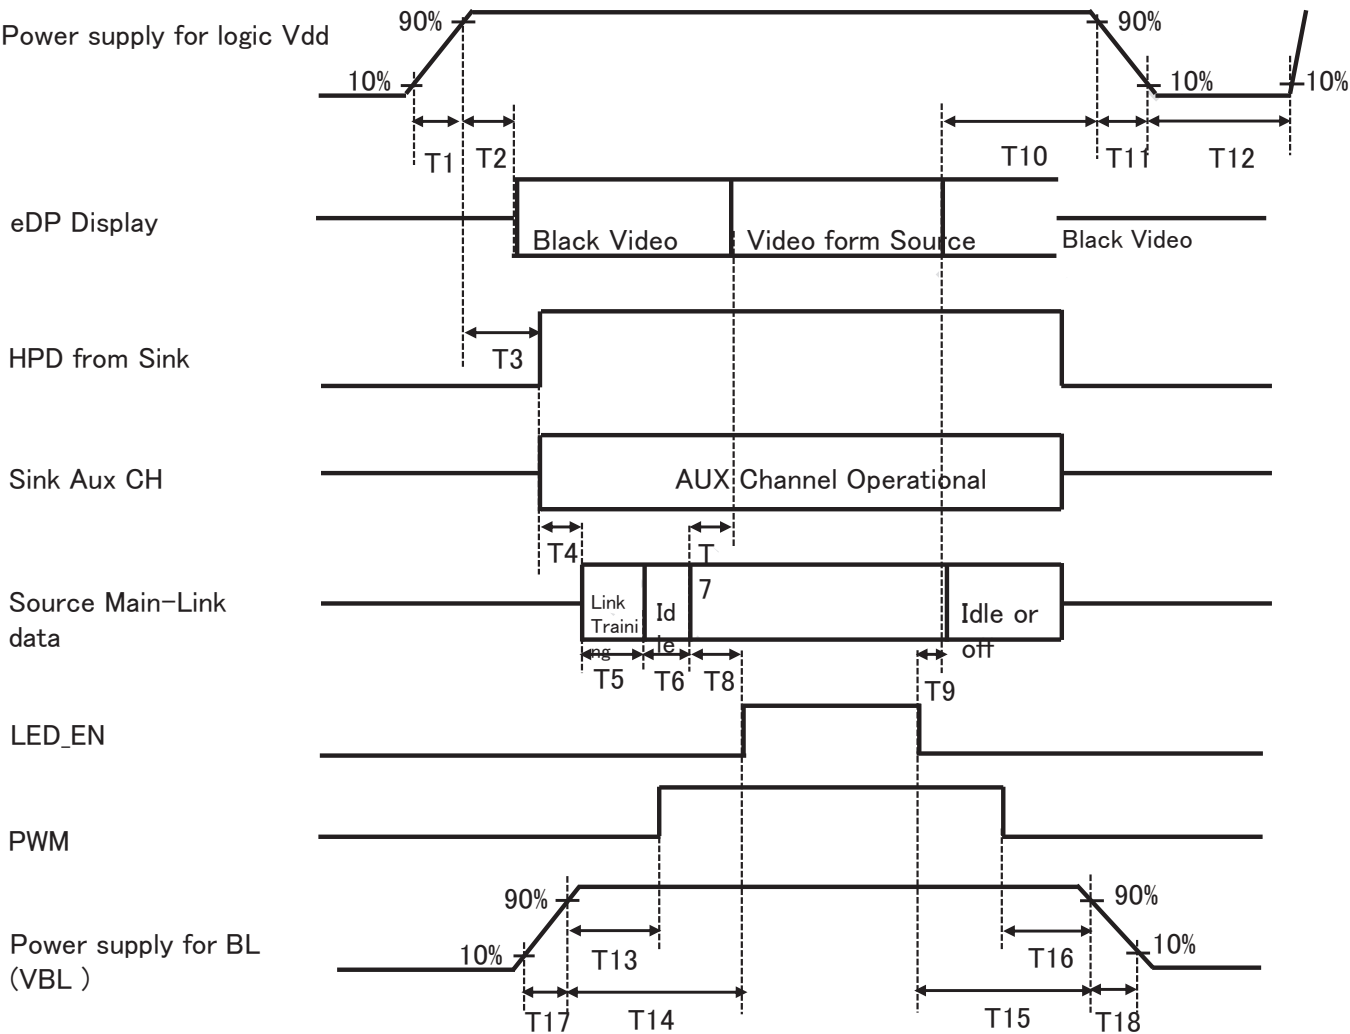 90%
90%
Power supply for logic Vdd
10%
10%
10%
T1
T2
T10
T11
T12
eDP Display
Black Video
Video form Source
Black Video
HPD from Sink
T3
Sink Aux CH
AUX Channel Operational
T4
T
7
Source Main-Link
data
Link
Traini
ng
Id
le
Idle or
off
T5
T6
T8
T9
LED_EN
PWM
90%
90%
Power supply for BL
(VBL )
10%
10%
T13
T16
T17
T14
T15
T18